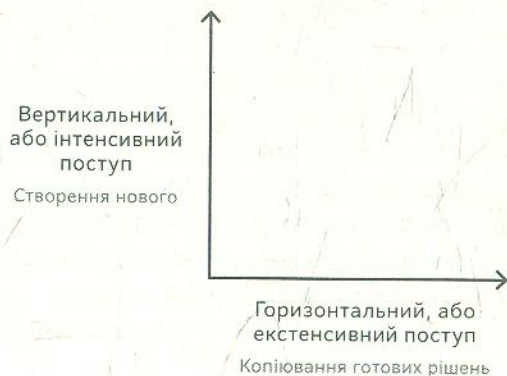 Вертикальний,
або інтенсивний
поступ
Створення нового
Горизонтальний, або
екстенсивний поступ
Копіювання готових рішень